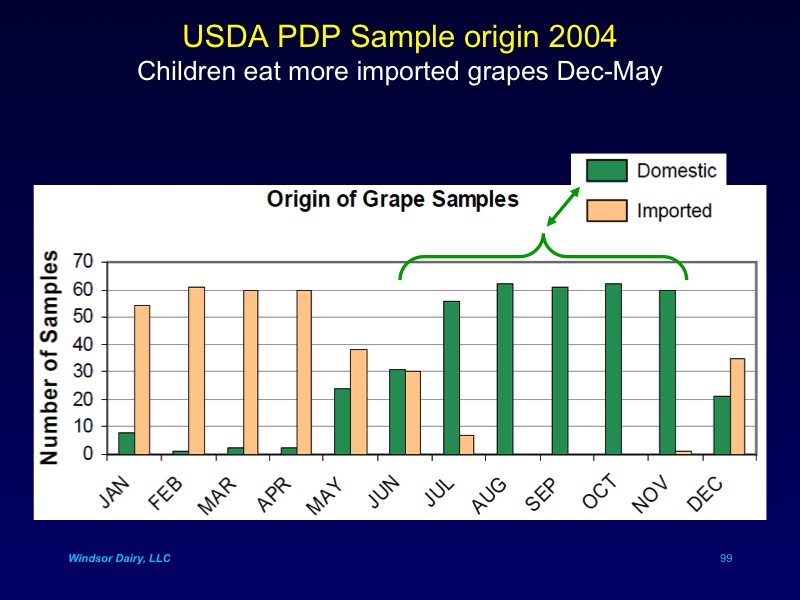 USDA PDP Sample origin 2004
Children eat more imported grapes Dec-May
Domestic
Imported
Origin of Grape Samples
Number of Samples
70
60
50
40
30
20
10
0
JAN
FEB
MAR
APR
MAY
JUN
JUL
AUG
SEP
OCT
NOV
DEC
Windsor Dairy, LLC
99